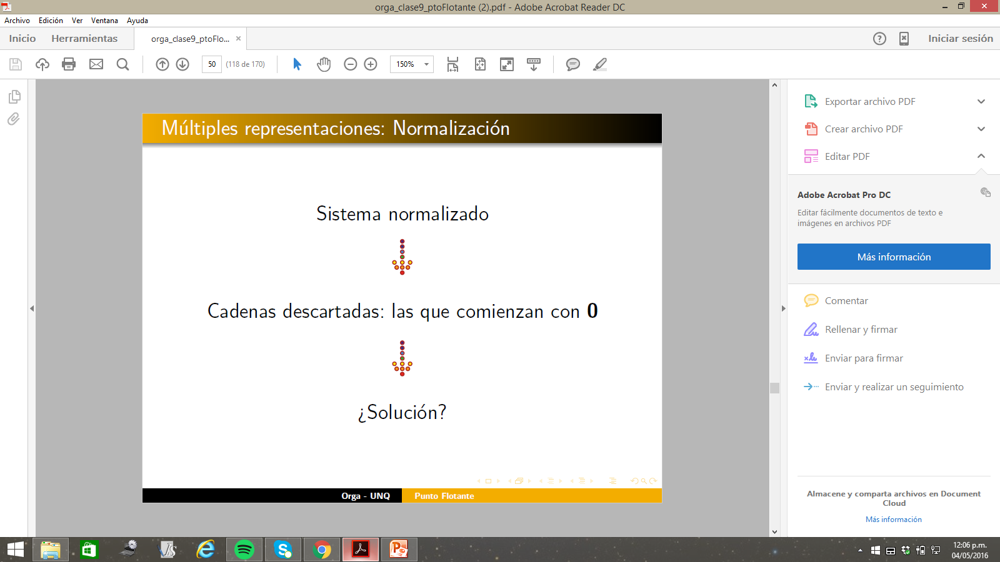 orga_clase9_ptoFlotante (2).pdf - Adobe Acrobat Reader DC
Archivo Edición Ver Ventana Ayuda
Inicio Herramientas orga_clase9_ptoFlo... × Iniciar sesión
50 (118 de 170) 150%
Múltiples representaciones: Normalización
Sistema normalizado
Cadenas descartadas: las que comienzan con 0
¿Solución?
Orga - UNQ Punto Flotante
Exportar archivo PDF
Crear archivo PDF
Editar PDF
Adobe Acrobat Pro DC
Editar fácilmente documentos de texto e
imágenes en archivos PDF
Más información
Comentar
Rellenar y firmar
Enviar para firmar
Enviar y realizar un seguimiento
Almacene y comparta archivos en Document
Cloud
Más información
12:06 p.m.
04/05/2016